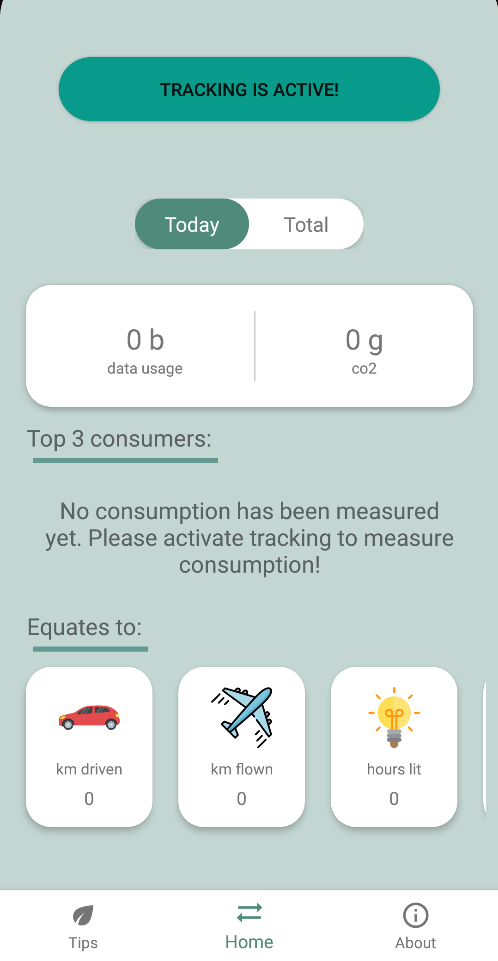 TRACKING IS ACTIVE!
Today Total
0 b 0 g
data usage co2
Top 3 consumers:
No consumption has been measured
yet. Please activate tracking to measure
consumption!
Equates to:
km driven km flown hours lit
0 0 0
Tips Home About